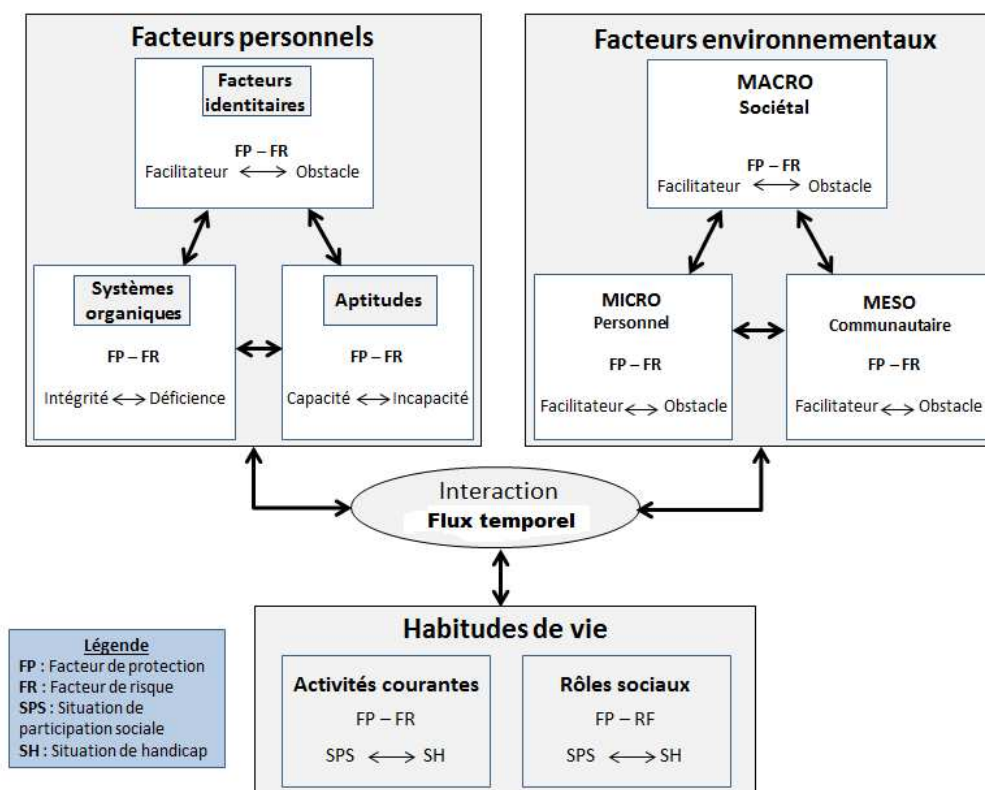 Facteurs personnels
Facteurs
identitaires
FP – FR
Facilitateur Obstacle
Systèmes
organiques
FP – FR
Intégrité Déficience
Aptitudes
FP – FR
Capacité Incapacité
Facteurs environnementaux
MACRO
Sociétal
FP – FR
Facilitateur Obstacle
MICRO
Personnel
FP – FR
Facilitateur Obstacle
MESO
Communautaire
FP – FR
Facilitateur Obstacle
Interaction
Flux temporel
Habitudes de vie
Activités courantes
FP – FR
SPS SH
Rôles sociaux
FP – RF
SPS SH
Légende
FP : Facteur de protection
FR : Facteur de risque
SPS : Situation de
participation sociale
SH : Situation de handicap